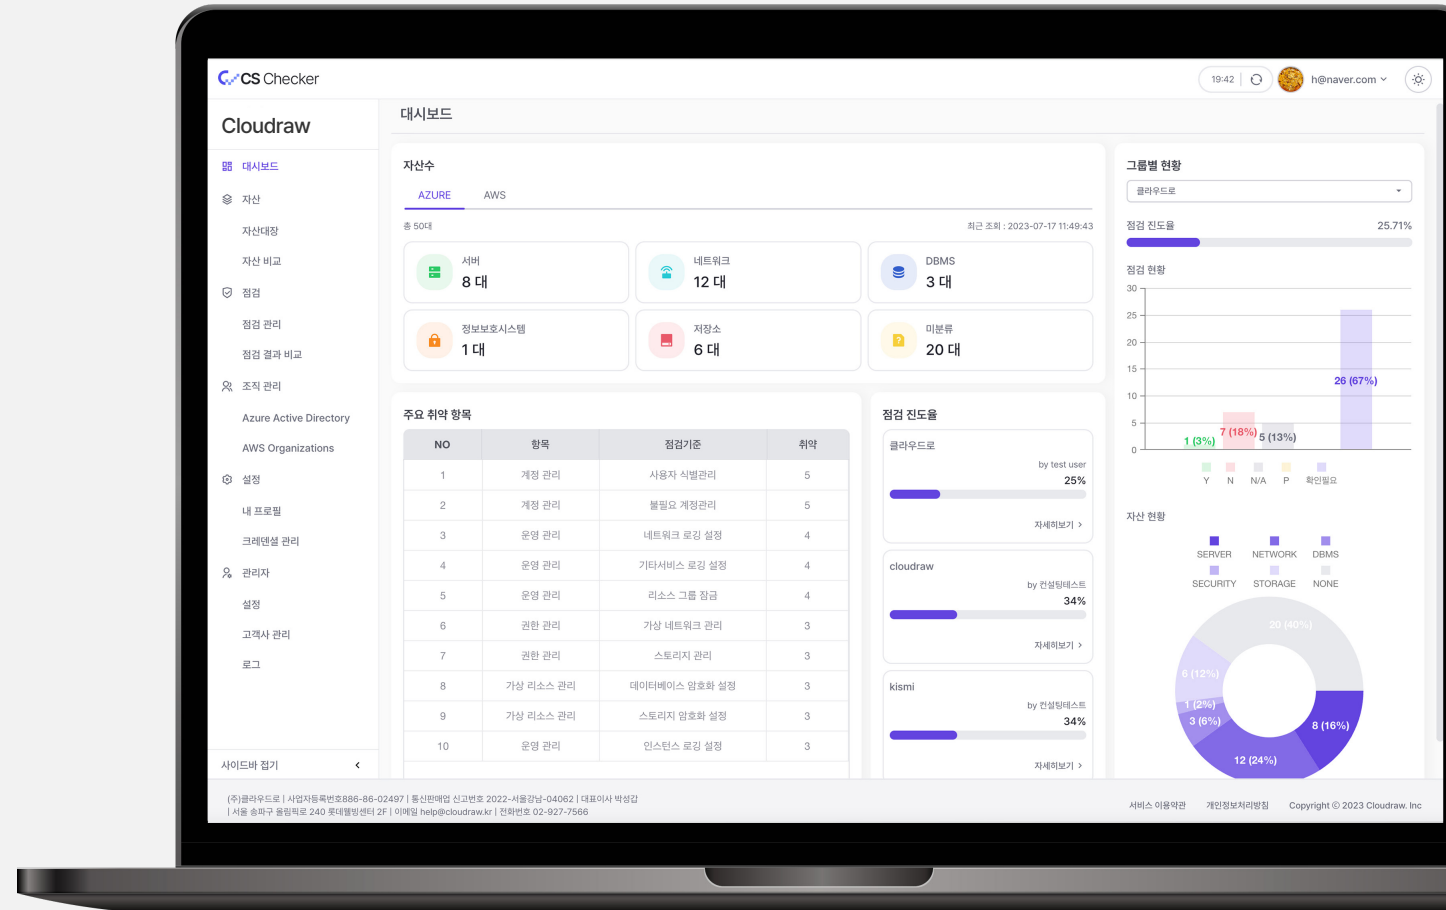 CS Checker
19:42
h@naver.com
Cloudraw
대시보드
자산
자산대장
자산 비교
점검
점검 관리
점검 결과 비교
조직 관리
Azure Active Directory
AWS Organizations
설정
내 프로필
크레덴셜 관리
관리자
설정
고객사 관리
로그
사이드바 접기
대시보드
자산수
AZURE AWS
총 50대 최근 조회 : 2023-07-17 11:49:43
서버
8 대
네트워크
12 대
DBMS
3 대
정보보호시스템
1 대
저장소
6 대
미분류
20 대
주요 취약 항목
NO 항목 점검기준 취약
1 계정 관리 사용자 식별관리 5
2 계정 관리 불필요 계정관리 5
3 운영 관리 네트워크 로깅 설정 4
4 운영 관리 기타서비스 로깅 설정 4
5 운영 관리 리소스 그룹 잠금 4
6 권한 관리 가상 네트워크 관리 3
7 권한 관리 스토리지 관리 3
8 가상 리소스 관리 데이터베이스 암호화 설정 3
9 가상 리소스 관리 스토리지 암호화 설정 3
10 운영 관리 인스턴스 로깅 설정 3
점검 진도율
클라우드로
by test user
25%
자세히보기 >
cloudraw
by 컨설팅테스트
34%
자세히보기 >
kismi
by 컨설팅테스트
34%
자세히보기 >
그룹별 현황
클라우드로
점검 진도율 25.71%
점검 현황
30
25
20
15
10
5
0
26 (67%)
1 (3%) 7 (18%) 5 (13%)
Y N N/A P 확인필요
자산 현황
SERVER NETWORK DBMS
SECURITY STORAGE NONE
20 (40%)
6 (12%)
1 (2%)
3 (6%)
8 (16%)
12 (24%)
(주)클라우드로 | 사업자등록번호886-86-02497 | 통신판매업 신고번호 2022-서울강남-04062 | 대표이사 박성갑
| 서울 송파구 올림픽로 240 롯데웰빙센터 2F | 이메일 help@cloudraw.kr | 전화번호 02-927-7566
서비스 이용약관 개인정보처리방침 Copyright © 2023 Cloudraw. Inc